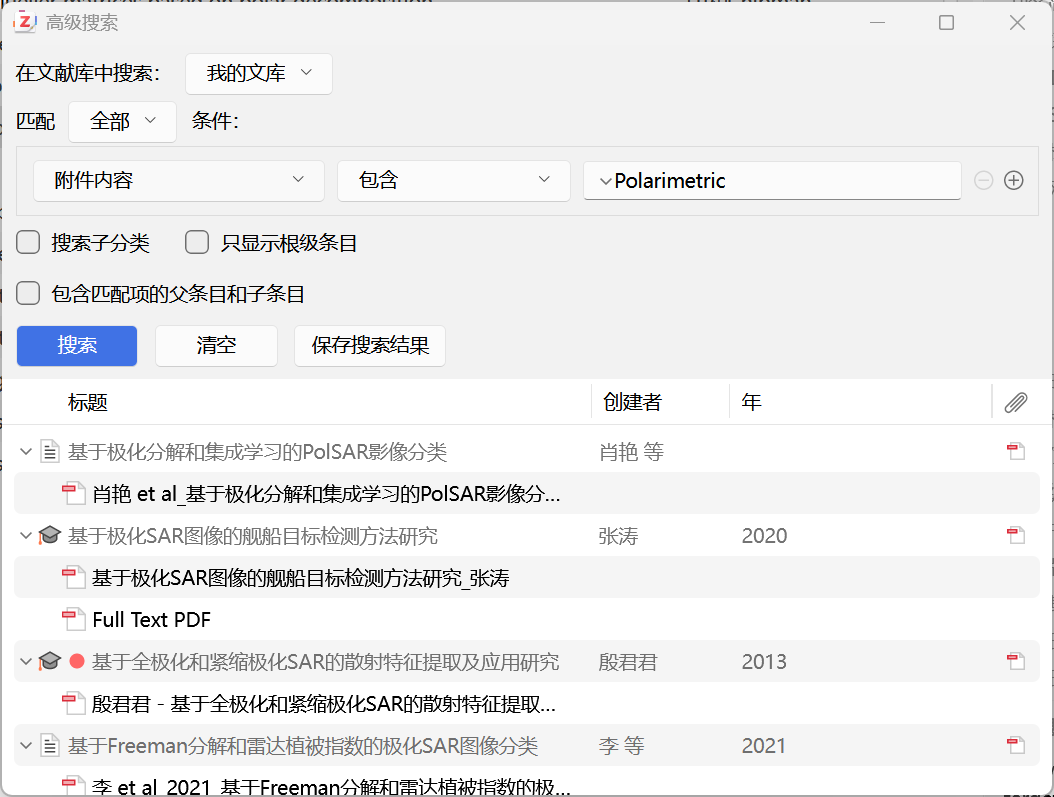 高级搜索
在文献库中搜索: 我的文库
匹配 全部 条件:
附件内容 包含 Polarimetric
搜索子分类 只显示根级条目
包含匹配项的父条目和子条目
搜索 清空 保存搜索结果
标题 创建者 年
基于极化分解和集成学习的PolSAR影像分类 肖艳 等
肖艳 et al_基于极化分解和集成学习的PolSAR影像分...
基于极化SAR图像的舰船目标检测方法研究 张涛 2020
基于极化SAR图像的舰船目标检测方法研究_张涛
Full Text PDF
基于全极化和紧缩极化SAR的散射特征提取及应用研究 殷君君 2013
殷君君 - 基于全极化和紧缩极化SAR的散射特征提取...
基于Freeman分解和雷达植被指数的极化SAR图像分类 李 等 2021
李 et al_2021_基于Freeman分解和雷达植被指数的极...